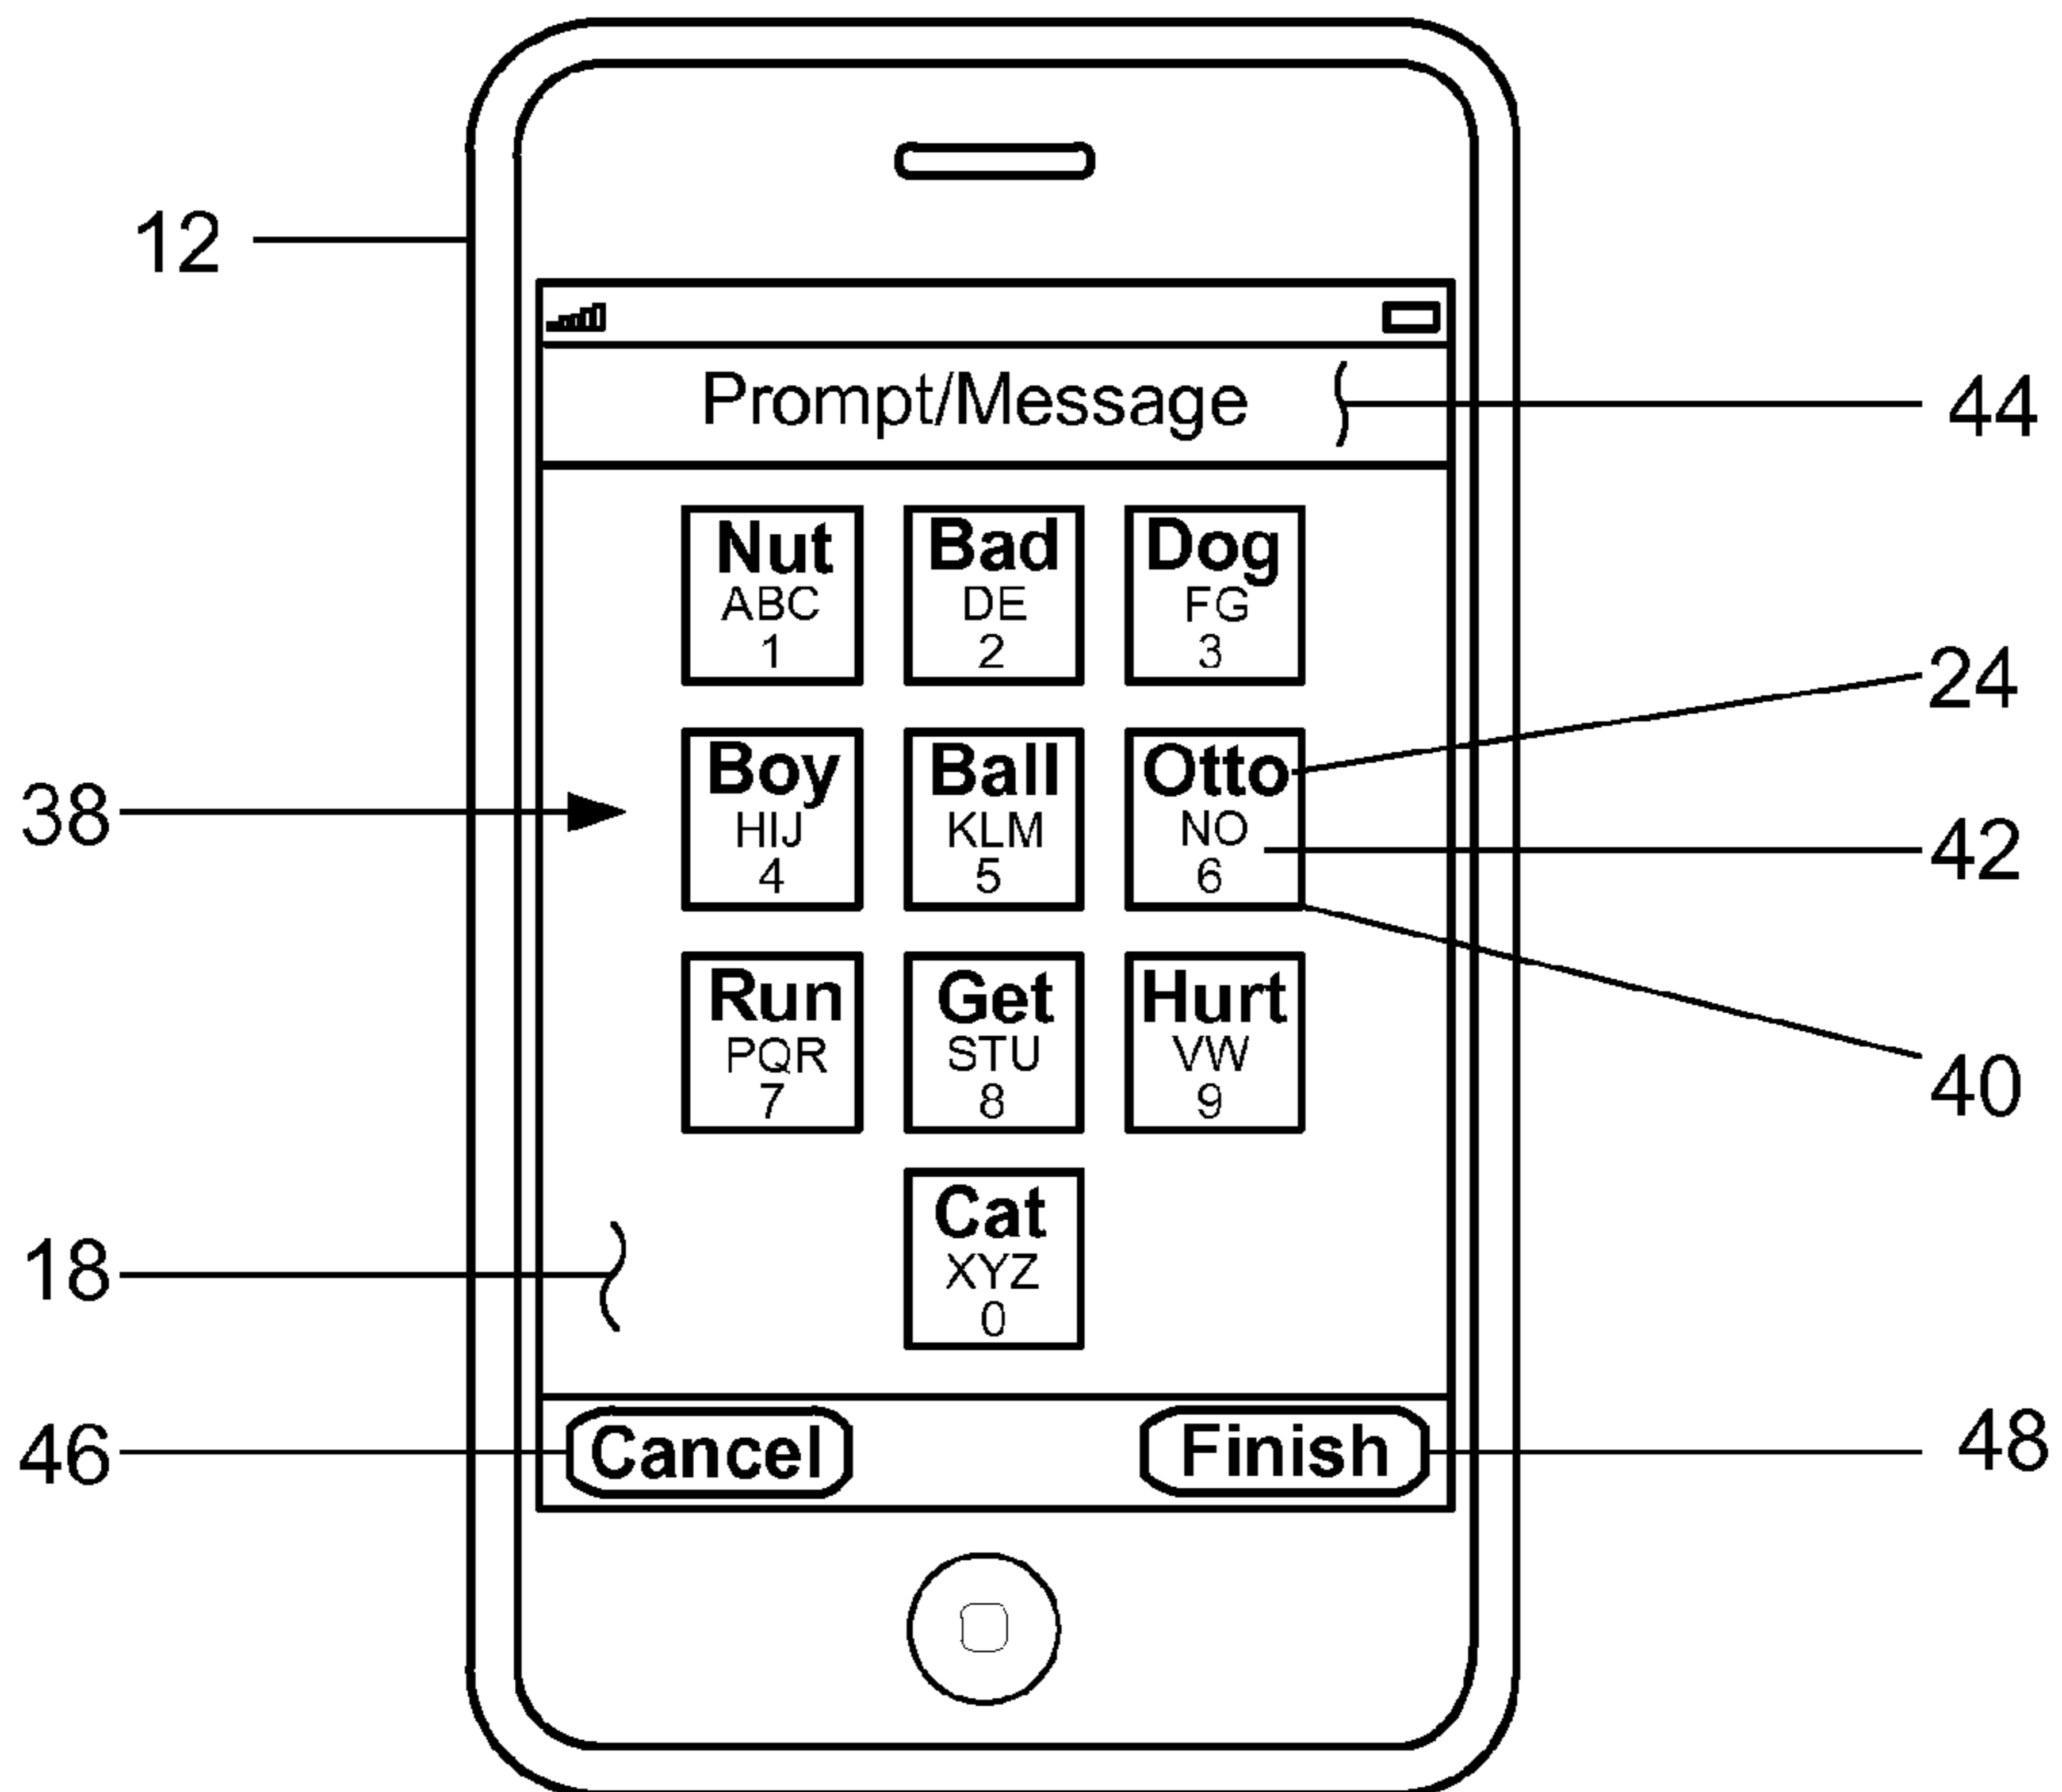 12
Prompt/Message
44
Nut Bad Dog
ABC DE FG
1 2 3
24
Boy Ball Otto
38
HIJ KLM NO
42
4 5 6
Run Get Hurt
PQR STU VW
40
7 8 9
Cat
18
XYZ
0
46
Cancel Finish
48